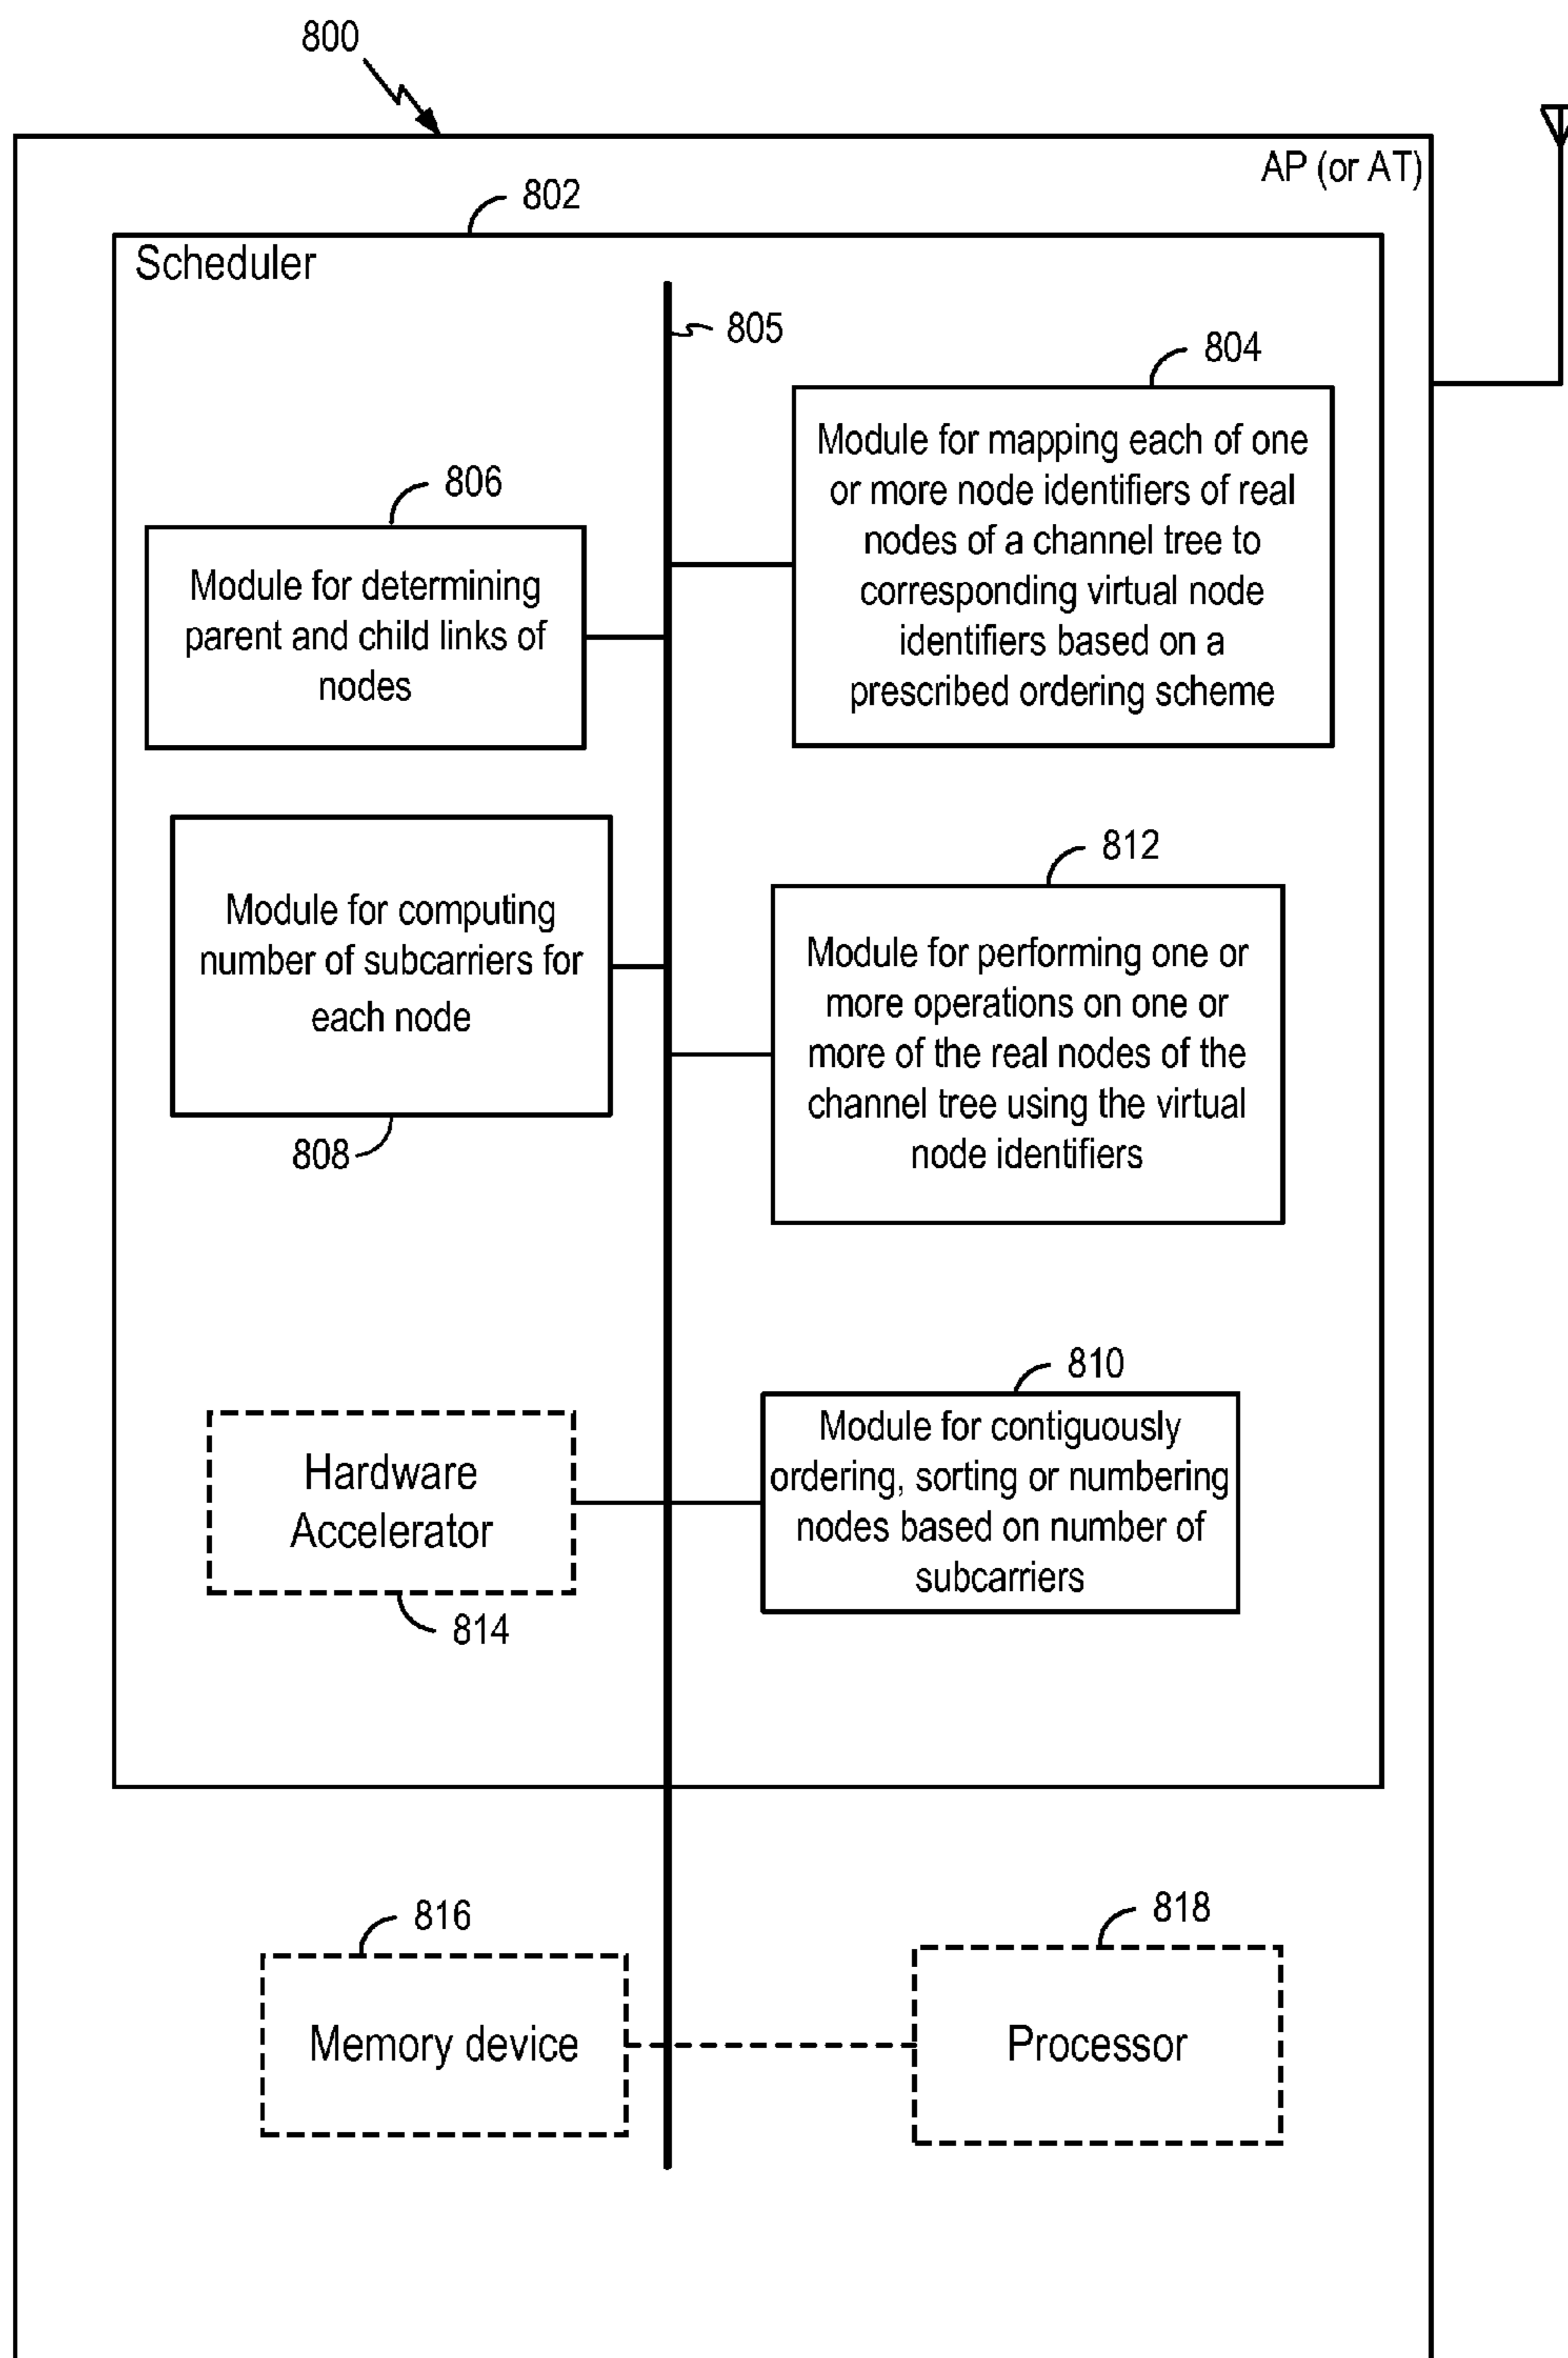 800
AP (or AT)
802
Scheduler
805
804
Module for mapping each of one
or more node identifiers of real
nodes of a channel tree to
corresponding virtual node
identifiers based on a
prescribed ordering scheme
806
Module for determining
parent and child links of
nodes
812
Module for computing
number of subcarriers for
each node
808
Module for performing one or
more operations on one or
more of the real nodes of the
channel tree using the virtual
node identifiers
810
Module for contiguously
ordering, sorting or numbering
nodes based on number of
subcarriers
Hardware
Accelerator
814
816
Memory device
818
Processor